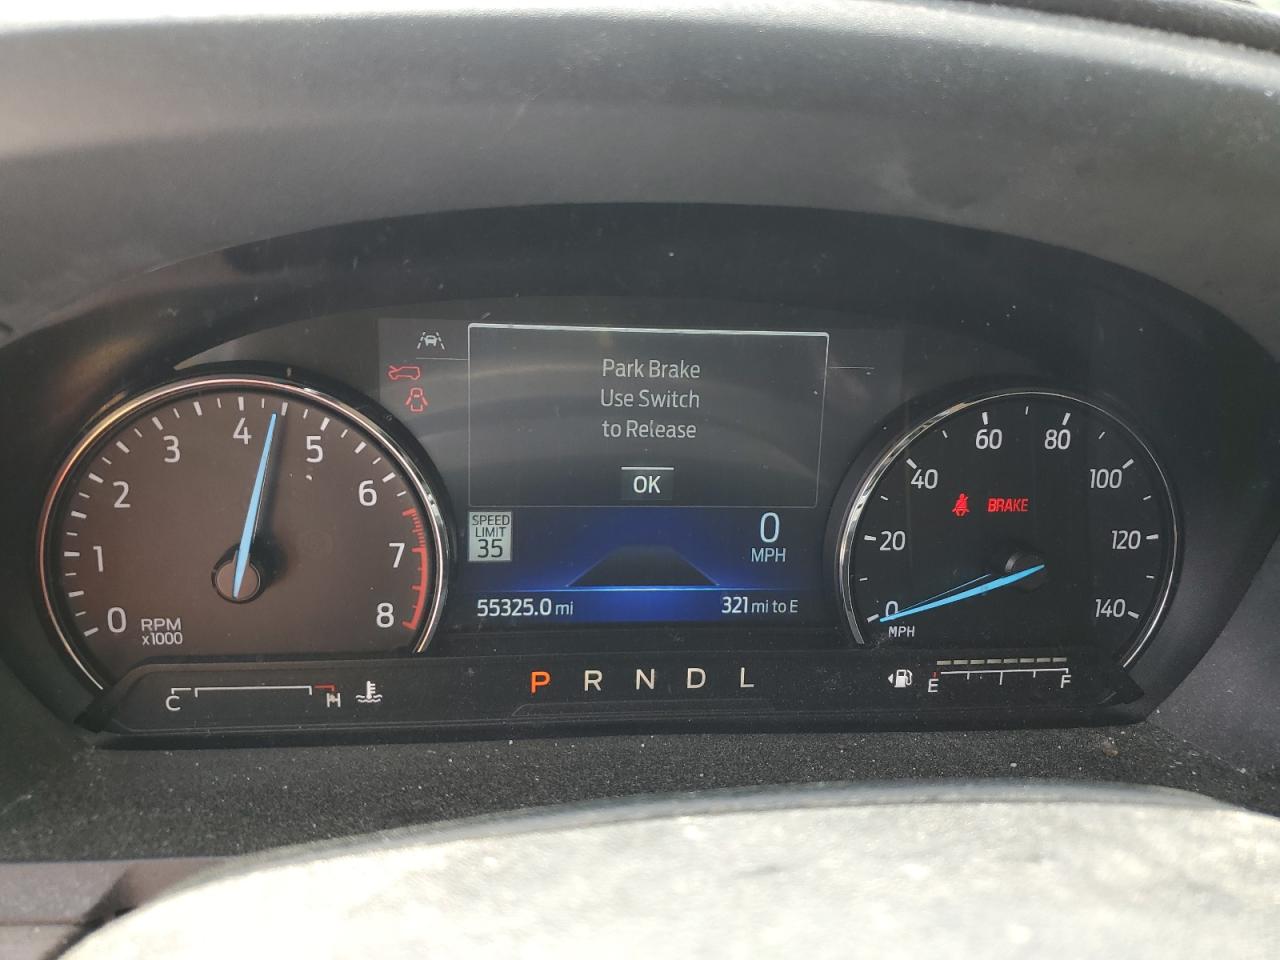 Park Brake
Use Switch
to Release
OK
0 1 2 3 4 5 6 7 8
RPM
x1000
SPEED
LIMIT
35
0
MPH
55325.0 mi
321 mi to E
0 20 40 60 80 100 120 140
BRAKE
MPH
C H
P R N D L
E F